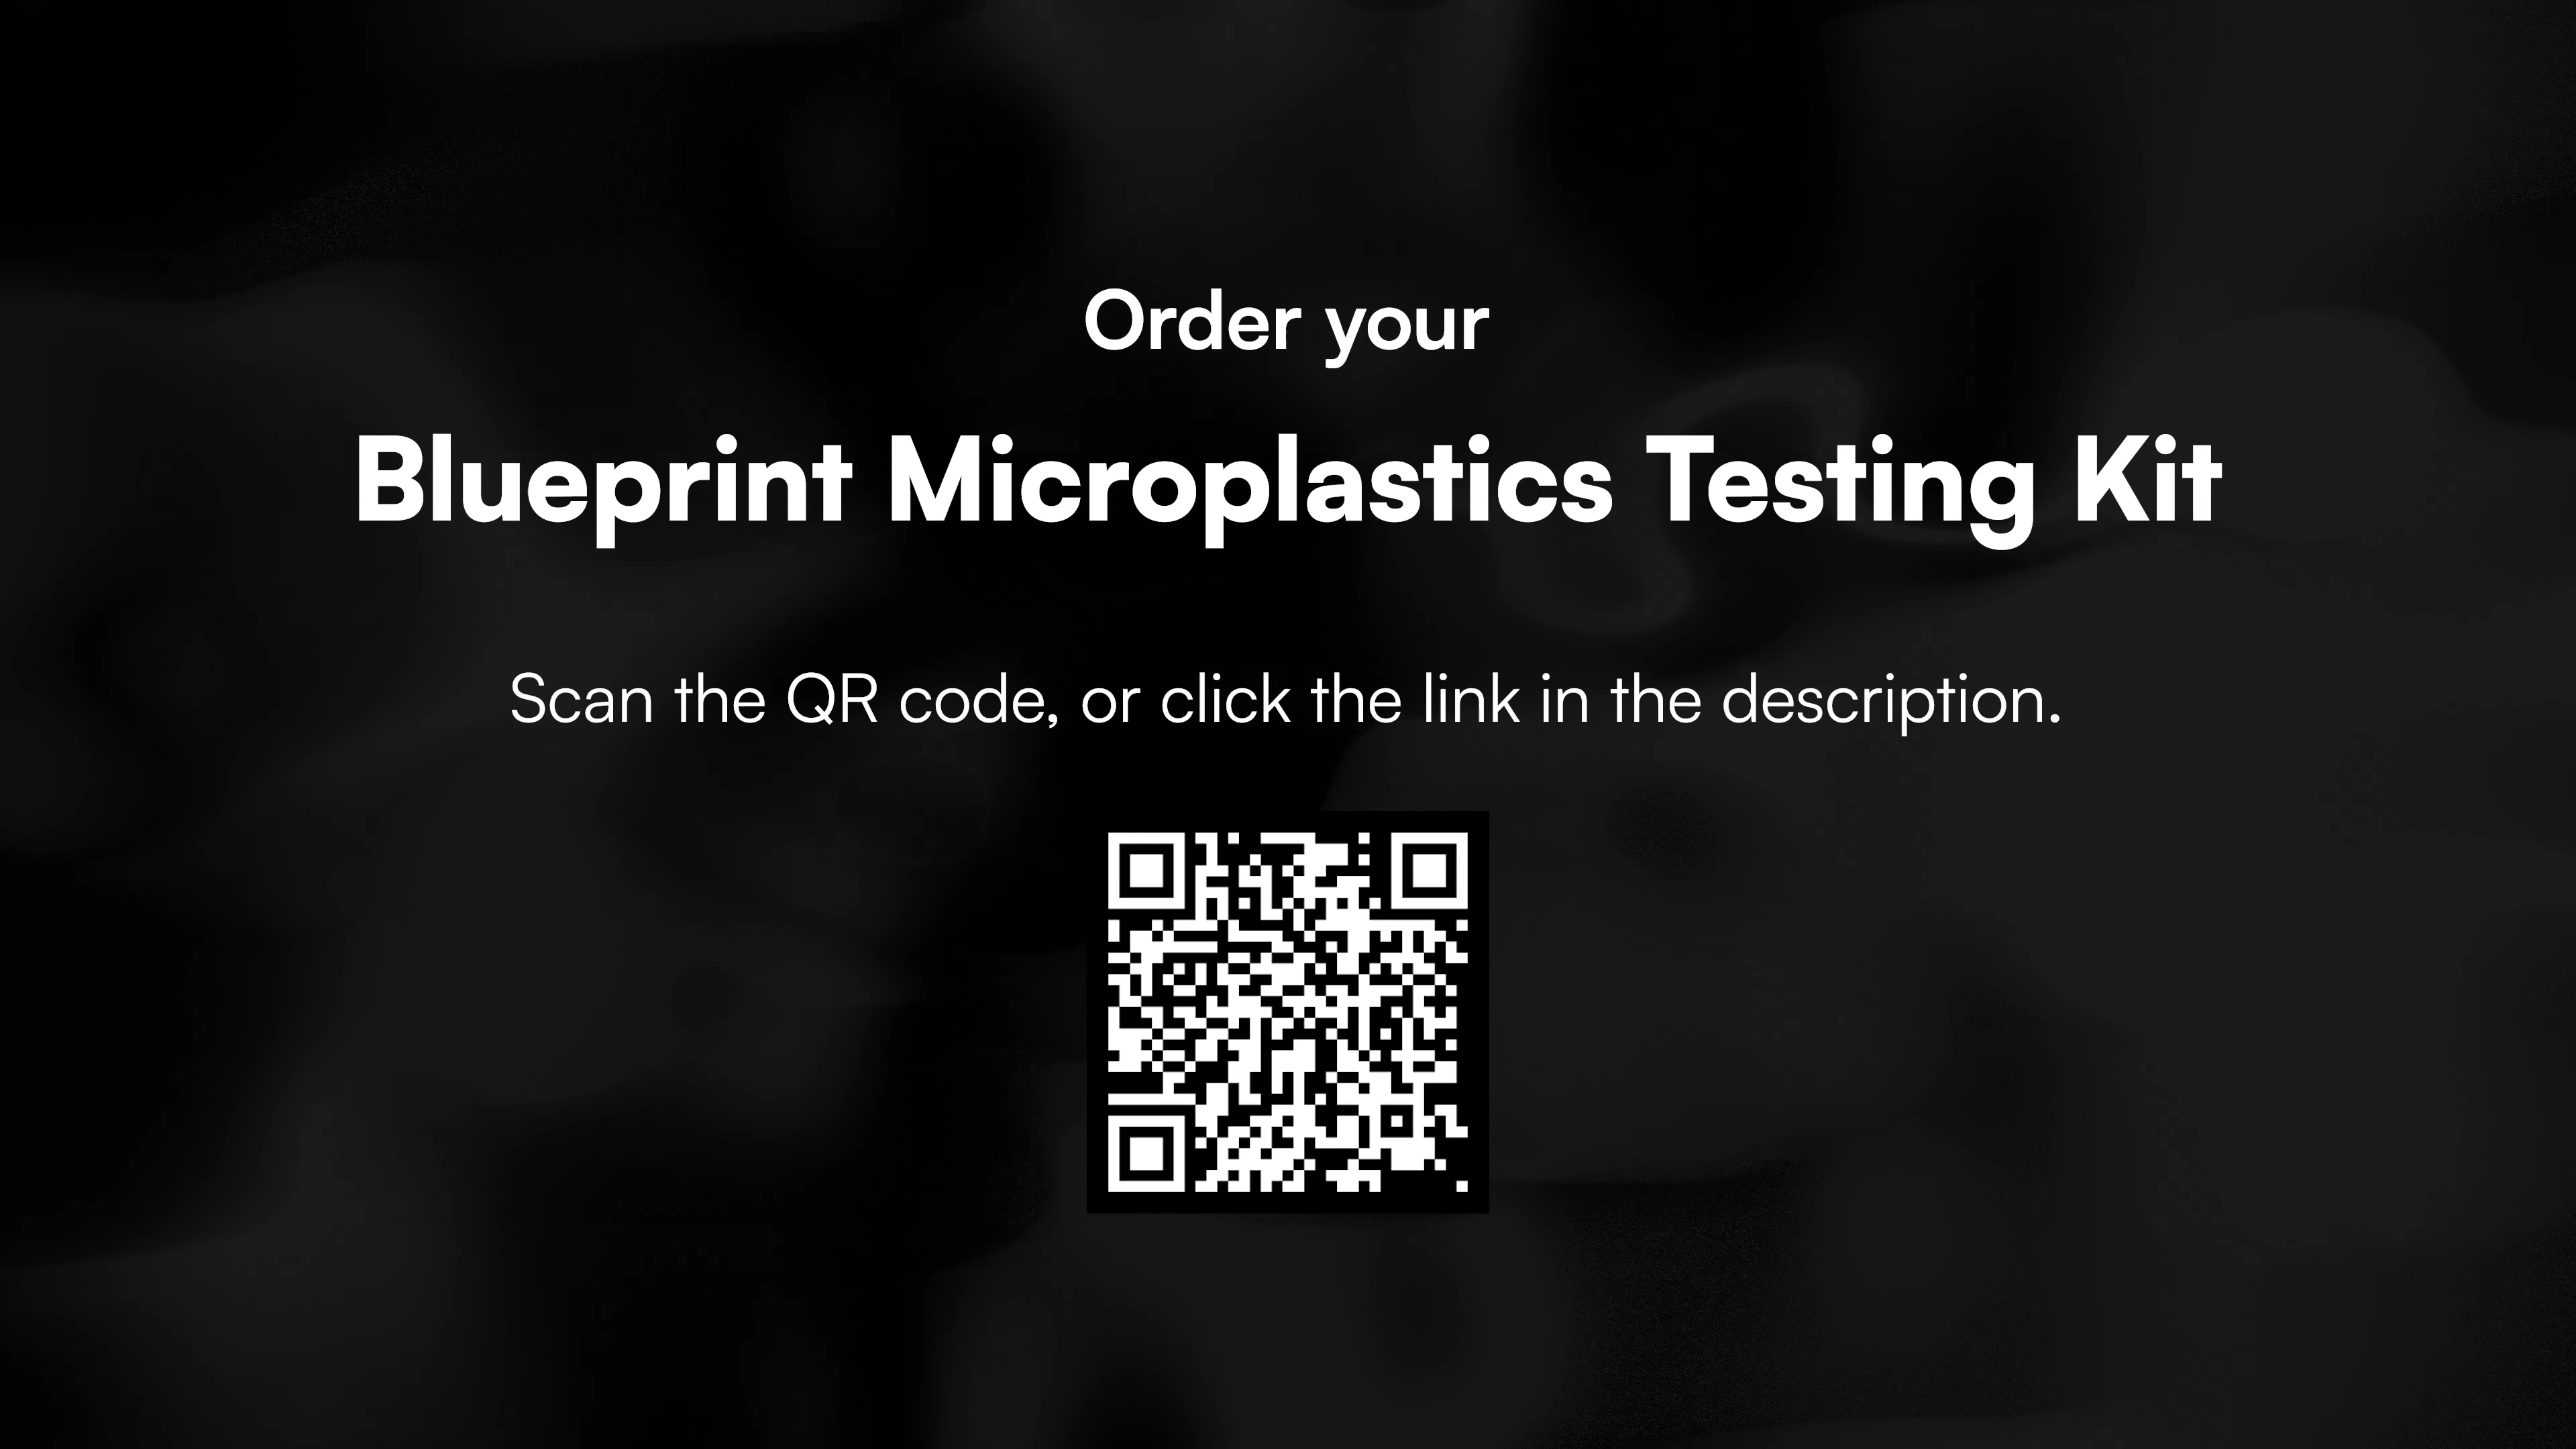 Order your
Blueprint Microplastics Testing Kit
Scan the QR code, or click the link in the description.